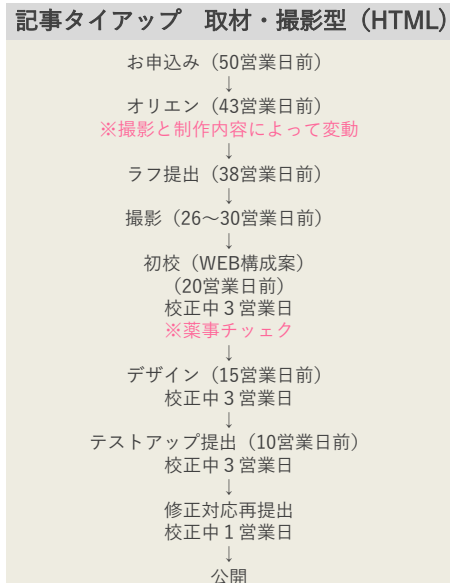 記事タイアップ　取材・撮影型（HTML）
お申込み（50営業日前）
↓
オリエン（43営業日前）
※撮影と制作内容によって変動
↓
ラフ提出（38営業日前）
↓
撮影（26〜30営業日前）
↓
初校（WEB構成案）
（20営業日前）
校正中３営業日
※薬事チッェク
↓
デザイン（15営業日前）
校正中３営業日
↓
テストアップ提出（10営業日前）
校正中３営業日
↓
修正対応再提出
校正中１営業日
↓
公開